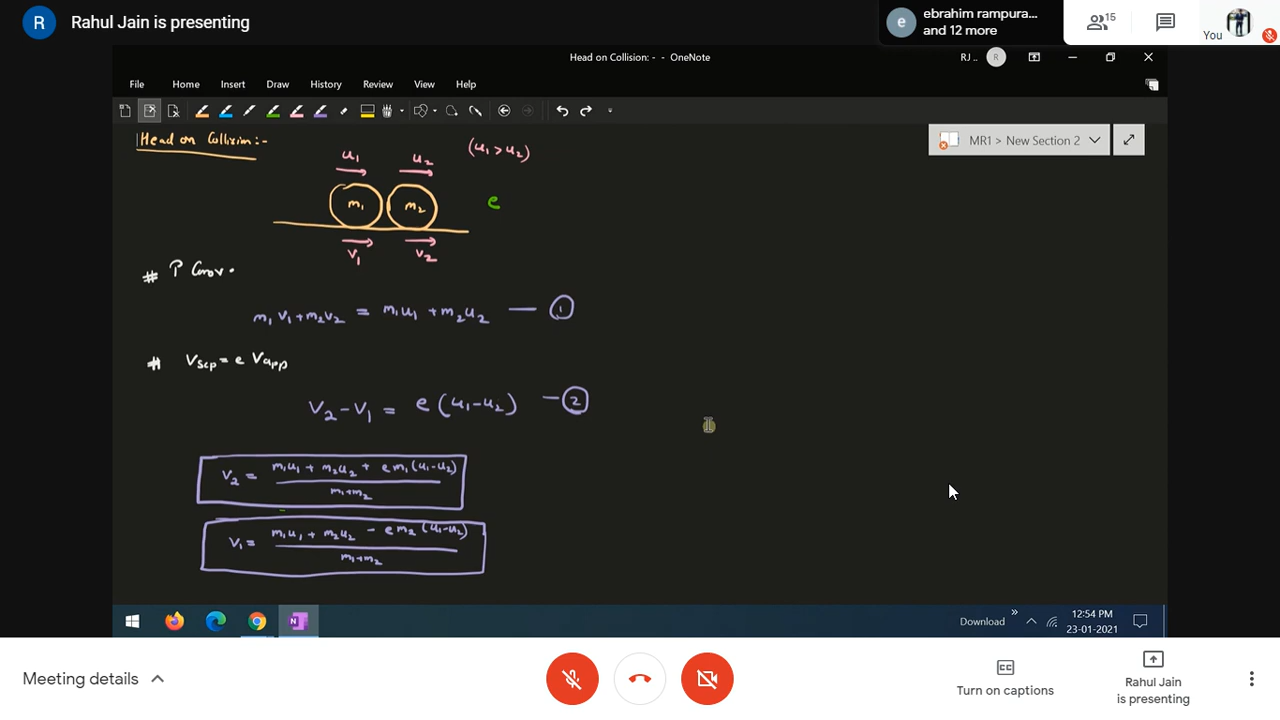 R Rahul Jain is presenting
e ebrahim rampura...
and 12 more
15
You
Head on Collision: - - OneNote
RJ ..
R
File Home Insert Draw History Review View Help
MR1 > New Section 2
Head on Collision:-
u₁ u₂ (u₁ > u₂)
m₁ m₂ e
v₁ v₂
# P Conv.
m₁v₁+m₂v₂ = m₁u₁ + m₂u₂ — ①
# Vsep = e Vapp
V₂ - V₁ = e (u₁-u₂) — ②
V₂ = m₁u₁ + m₂u₂ + em₁(u₁-u₂)
m₁+m₂
V₁ = m₁u₁ + m₂u₂ - em₂(u₁-u₂)
m₁+m₂
Download
12:54 PM
23-01-2021
Meeting details
CC
Turn on captions
Rahul Jain
is presenting